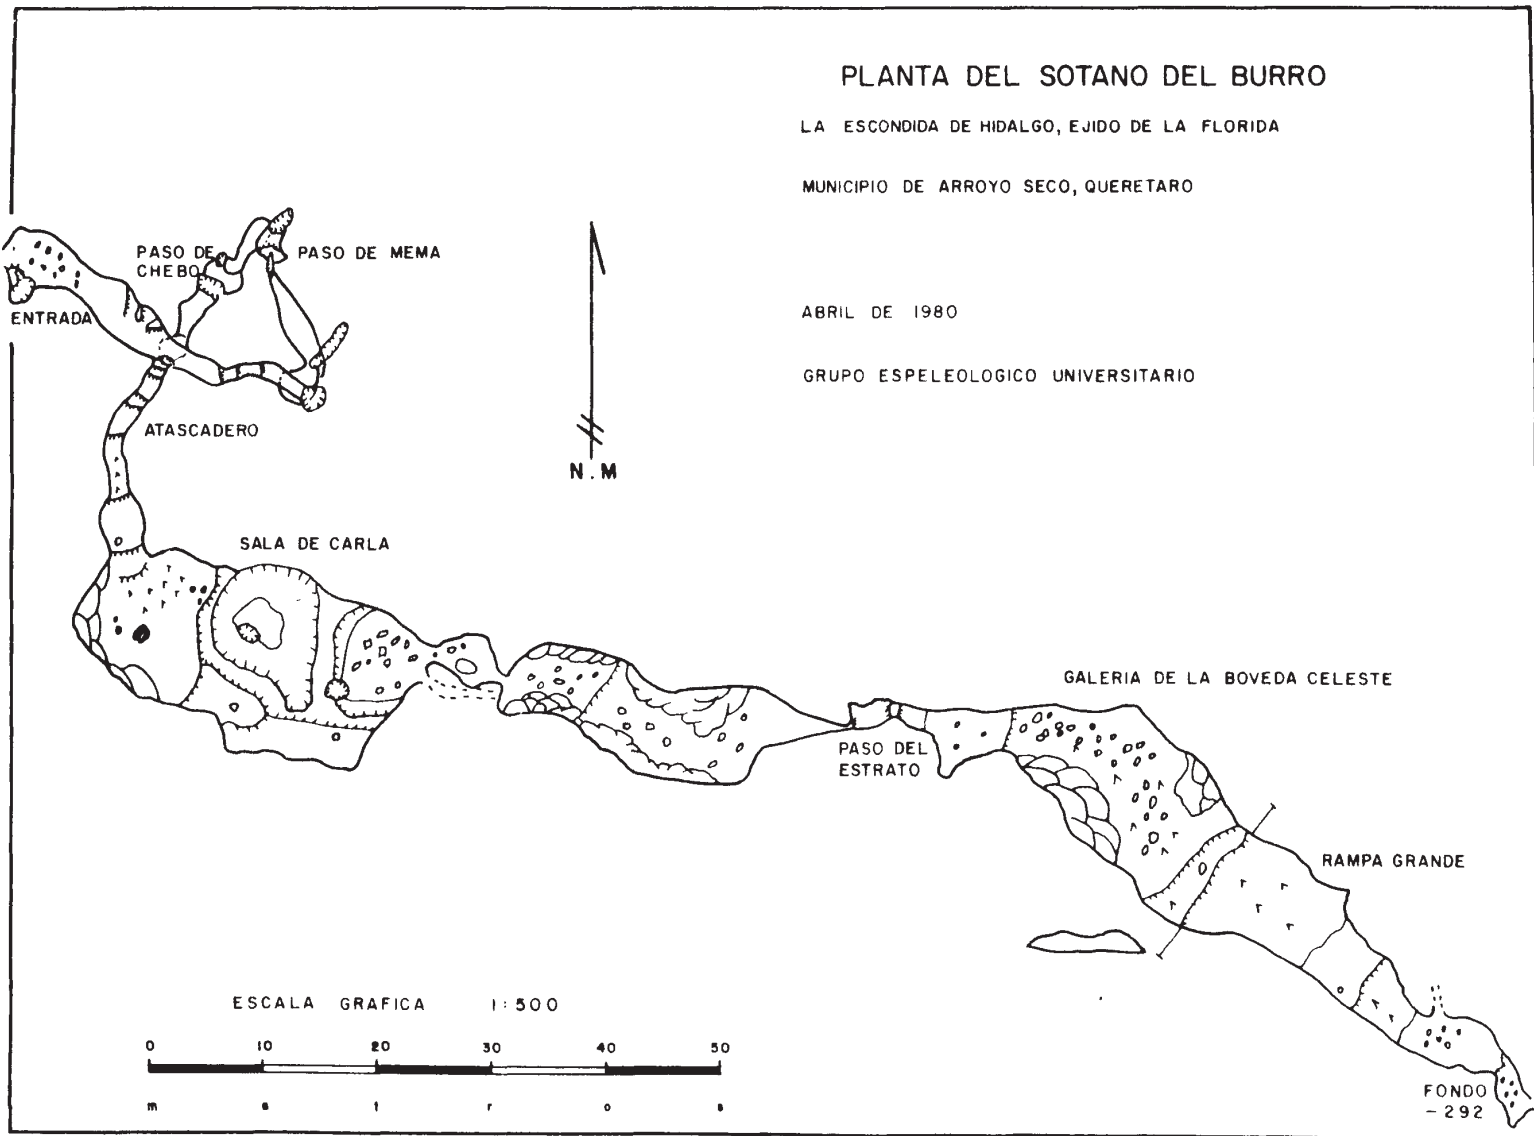 PLANTA DEL SOTANO DEL BURRO
LA ESCONDIDA DE HIDALGO, EJIDO DE LA FLORIDA
MUNICIPIO DE ARROYO SECO, QUERETARO
ABRIL DE 1980
GRUPO ESPELEOLOGICO UNIVERSITARIO
PASO DE
CHEBO
PASO DE MEMA
ENTRADA
ATASCADERO
N.M
SALA DE CARLA
GALERIA DE LA BOVEDA CELESTE
PASO DEL
ESTRATO
RAMPA GRANDE
ESCALA GRAFICA 1:500
0 10 20 30 40 50
m e t r o s
FONDO
-292